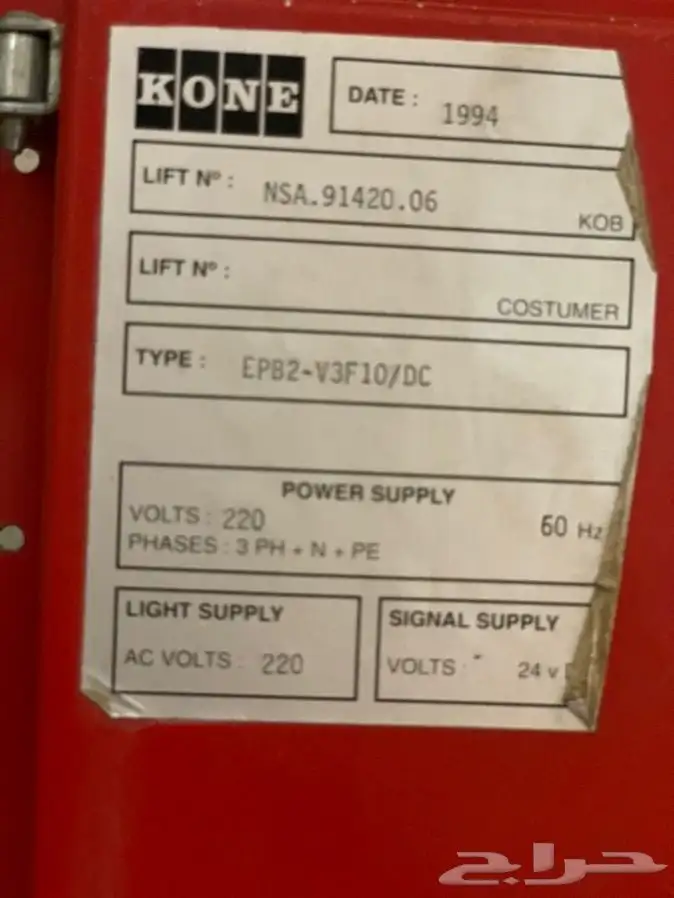 KONE
DATE : 1994
LIFT Nº : NSA.91420.06
KOB
LIFT Nº :
COSTUMER
TYPE : EPB2-V3F10/DC
POWER SUPPLY
VOLTS : 220 60 Hz
PHASES : 3 PH + N + PE
LIGHT SUPPLY
AC VOLTS : 220
SIGNAL SUPPLY
VOLTS : 24 v
حراج